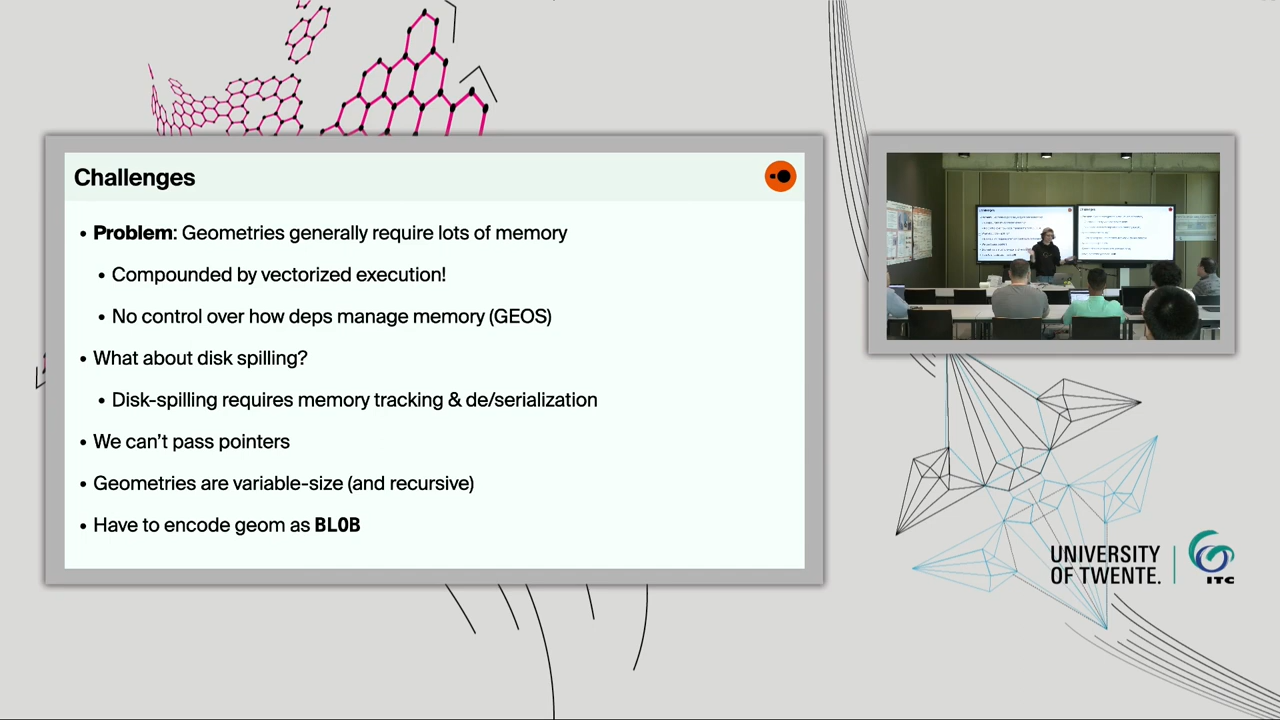 Challenges
• Problem: Geometries generally require lots of memory
• Compounded by vectorized execution!
• No control over how deps manage memory (GEOS)
• What about disk spilling?
• Disk-spilling requires memory tracking & de/serialization
• We can't pass pointers
• Geometries are variable-size (and recursive)
• Have to encode geom as BLOB
UNIVERSITY
OF TWENTE.
ITC